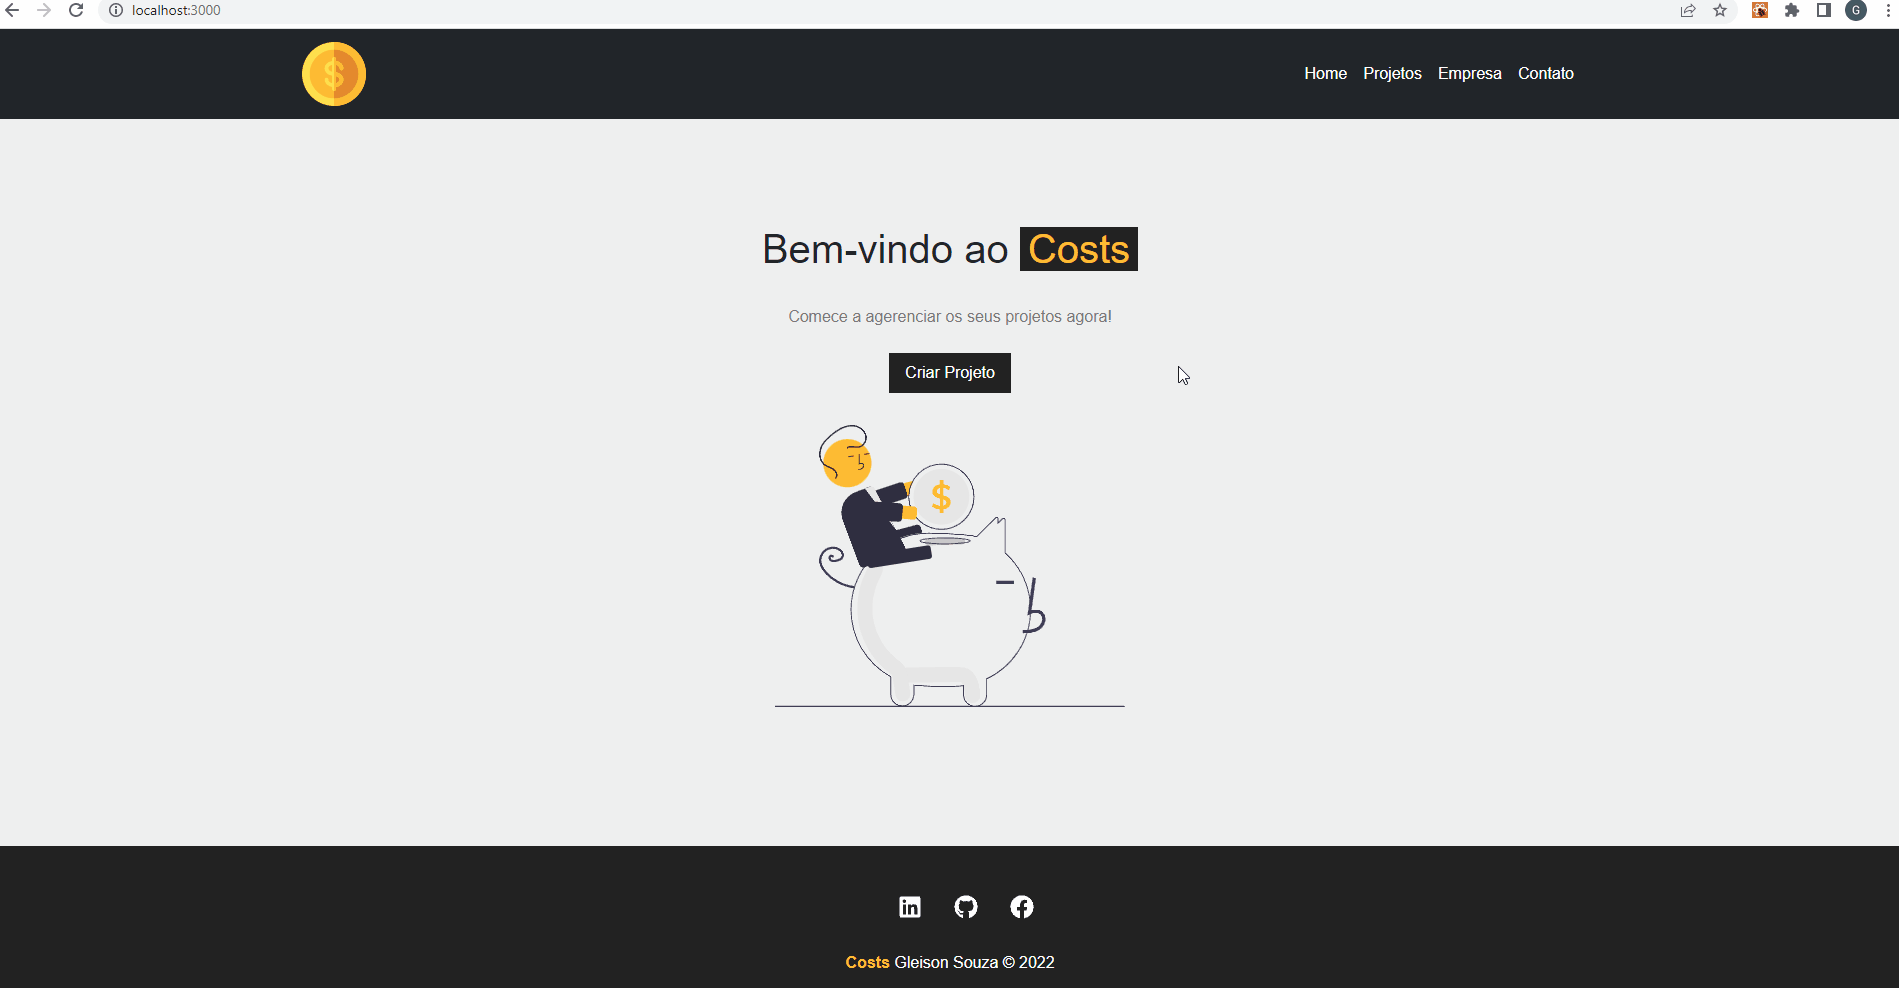 localhost:3000
G
$
Home Projetos Empresa Contato
Bem-vindo ao Costs
Comece a agerenciar os seus projetos agora!
Criar Projeto
$
in
Costs Gleison Souza © 2022